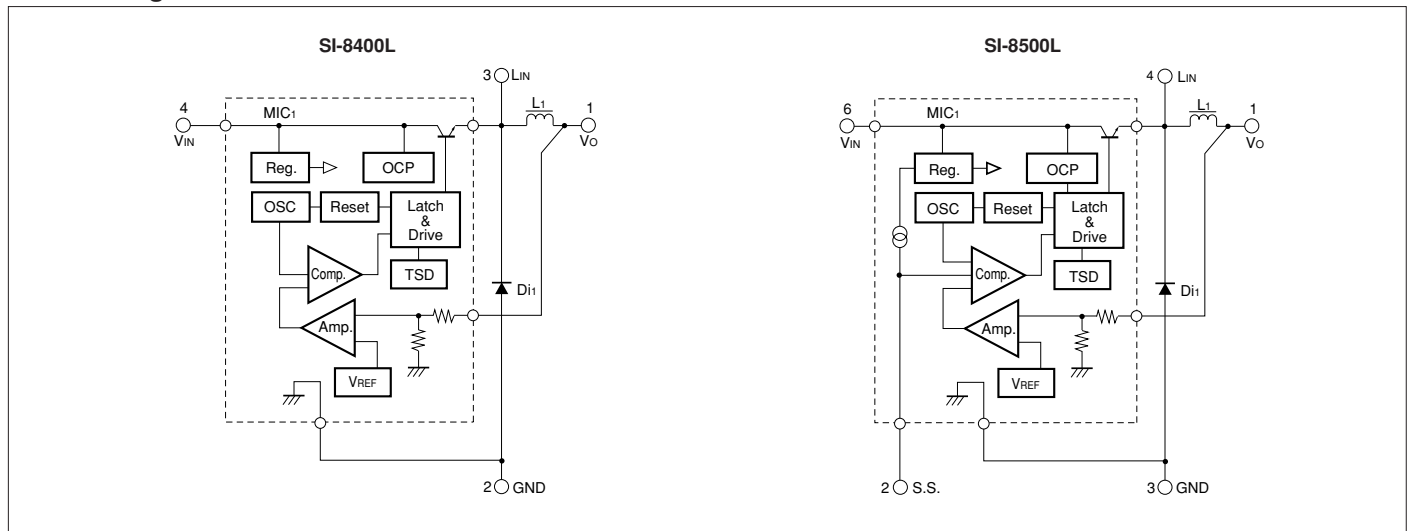 SI-8400L
3 LIN
4
VIN
MIC1
L1
1
VO
Reg.
OCP
OSC
Reset
Latch
&
Drive
Comp.
TSD
Di1
Amp.
VREF
2 GND
SI-8500L
4 LIN
6
VIN
MIC1
L1
1
VO
Reg.
OCP
OSC
Reset
Latch
&
Drive
Comp.
TSD
Di1
Amp.
VREF
2 S.S.
3 GND